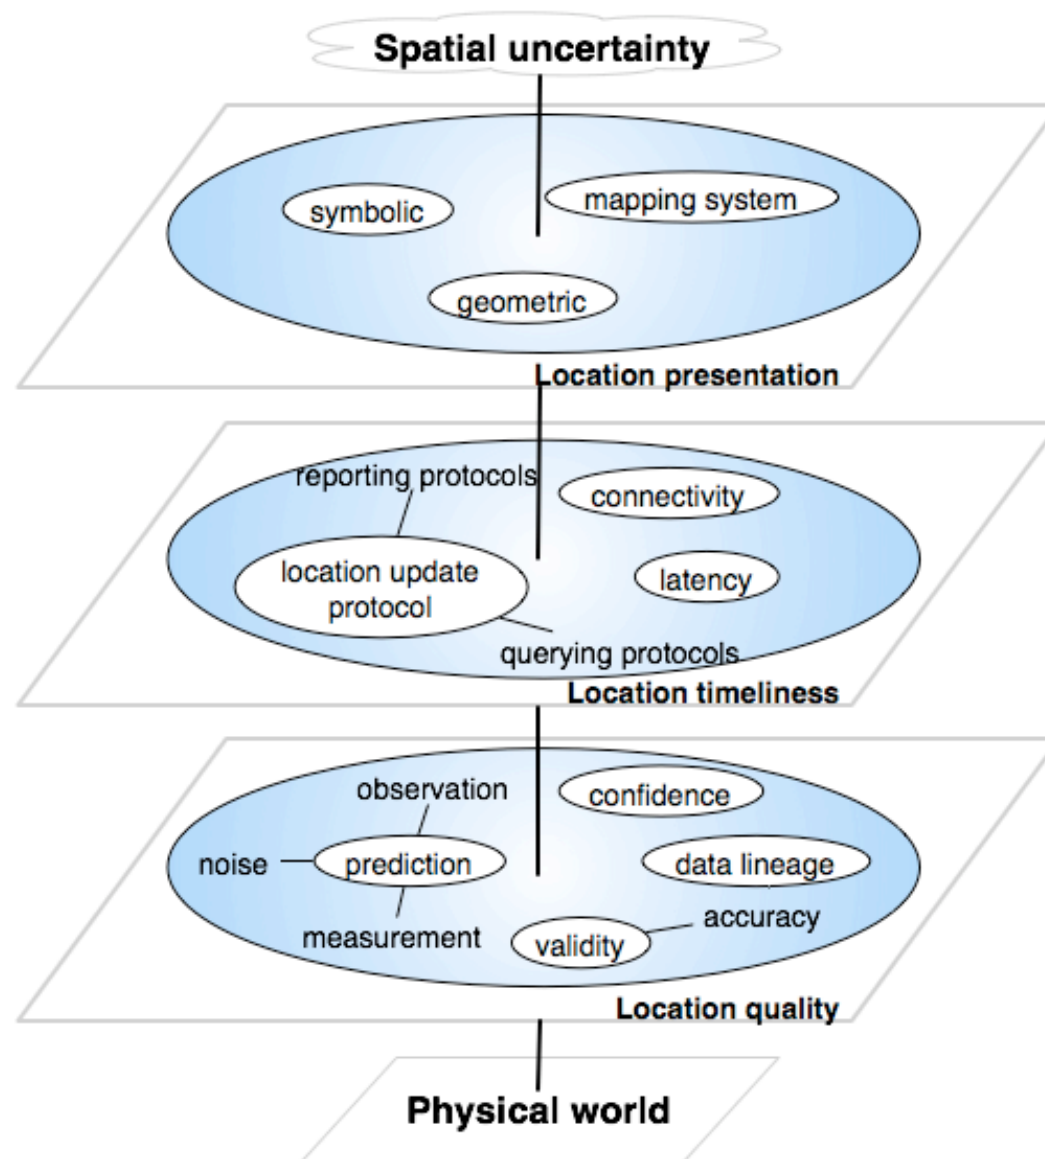 Spatial uncertainty
symbolic
mapping system
geometric
Location presentation
reporting protocols
connectivity
location update
protocol
latency
querying protocols
Location timeliness
observation
confidence
noise
prediction
data lineage
measurement
validity
accuracy
Location quality
Physical world